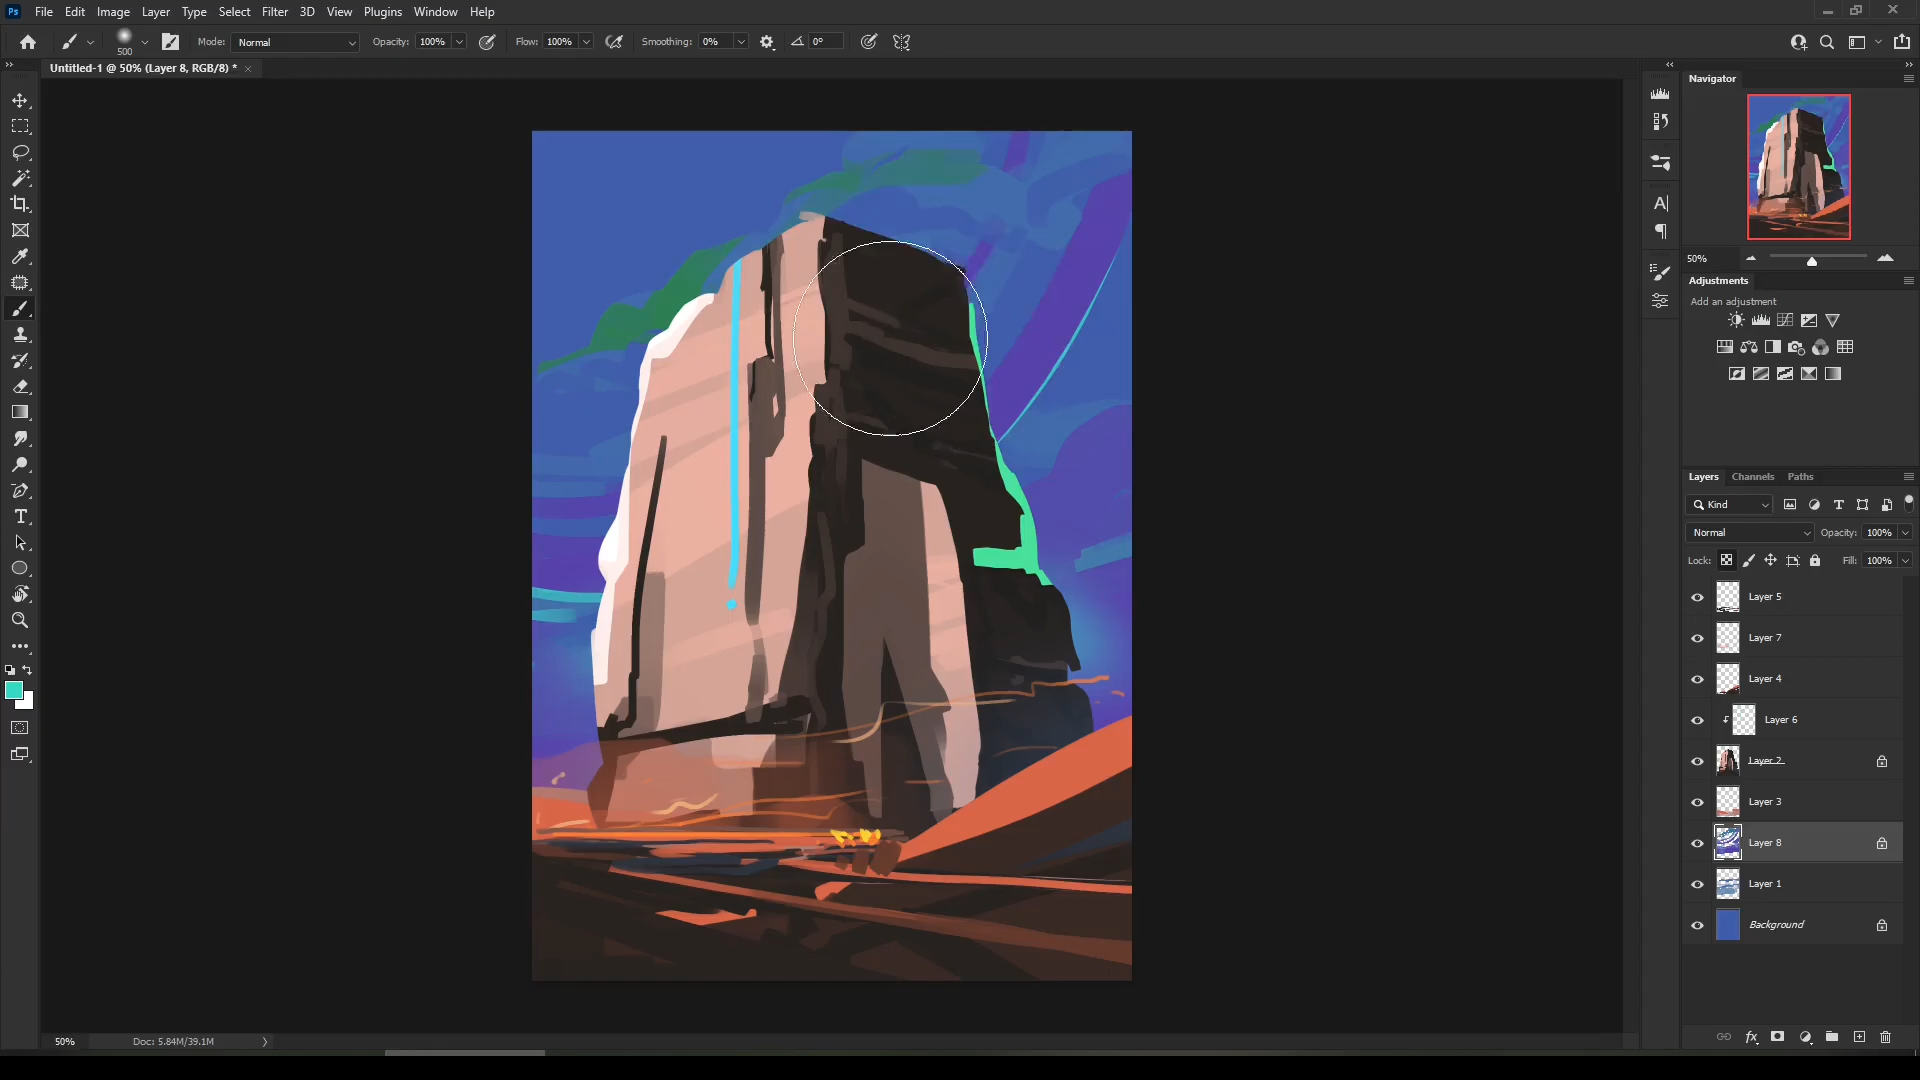 Ps File Edit Image Layer Type Select Filter 3D View Plugins Window Help
500 Mode: Normal Opacity: 100% Flow: 100% Smoothing: 0% 0°
Untitled-1 @ 50% (Layer 8, RGB/8) * ×
Navigator
50%
Adjustments
Add an adjustment
Layers Channels Paths
Kind
Normal Opacity: 100%
Lock: Fill: 100%
Layer 5
Layer 7
Layer 4
Layer 6
Layer 2
Layer 3
Layer 8
Layer 1
Background
50% Doc: 5.84M/39.1M